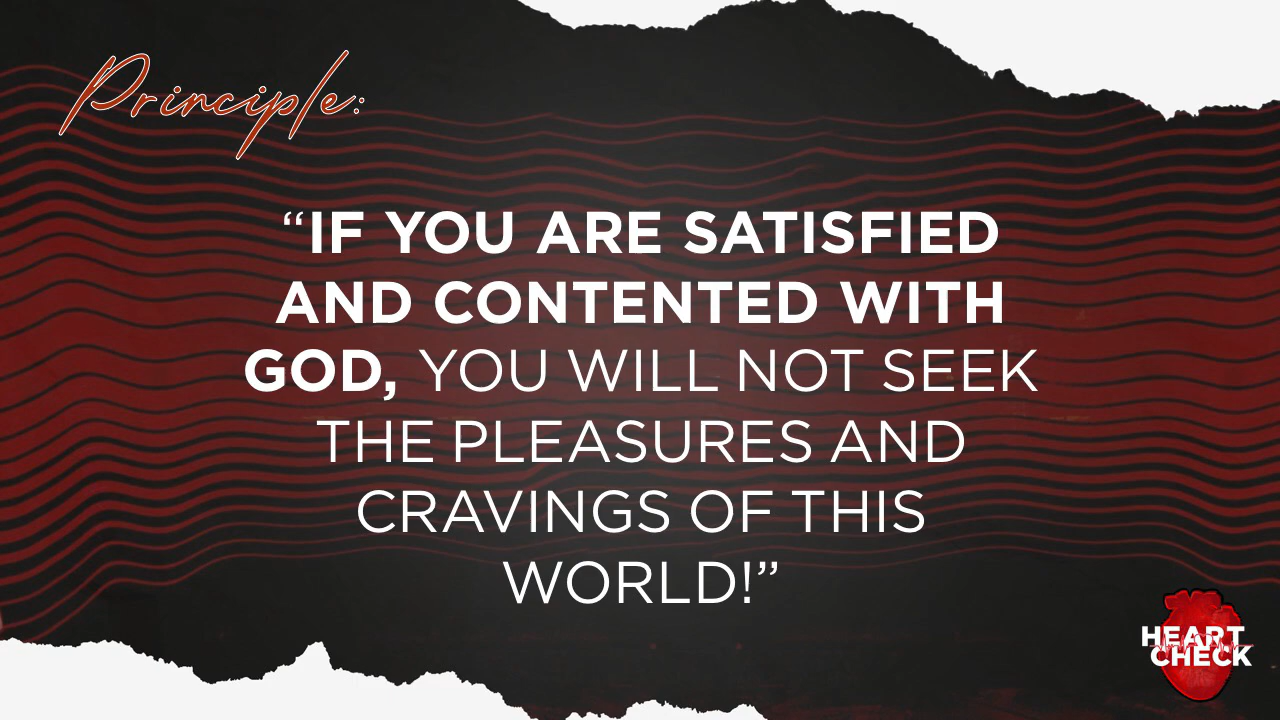 Principle:
“IF YOU ARE SATISFIED
AND CONTENTED WITH
GOD, YOU WILL NOT SEEK
THE PLEASURES AND
CRAVINGS OF THIS
WORLD!”
HEART
CHECK